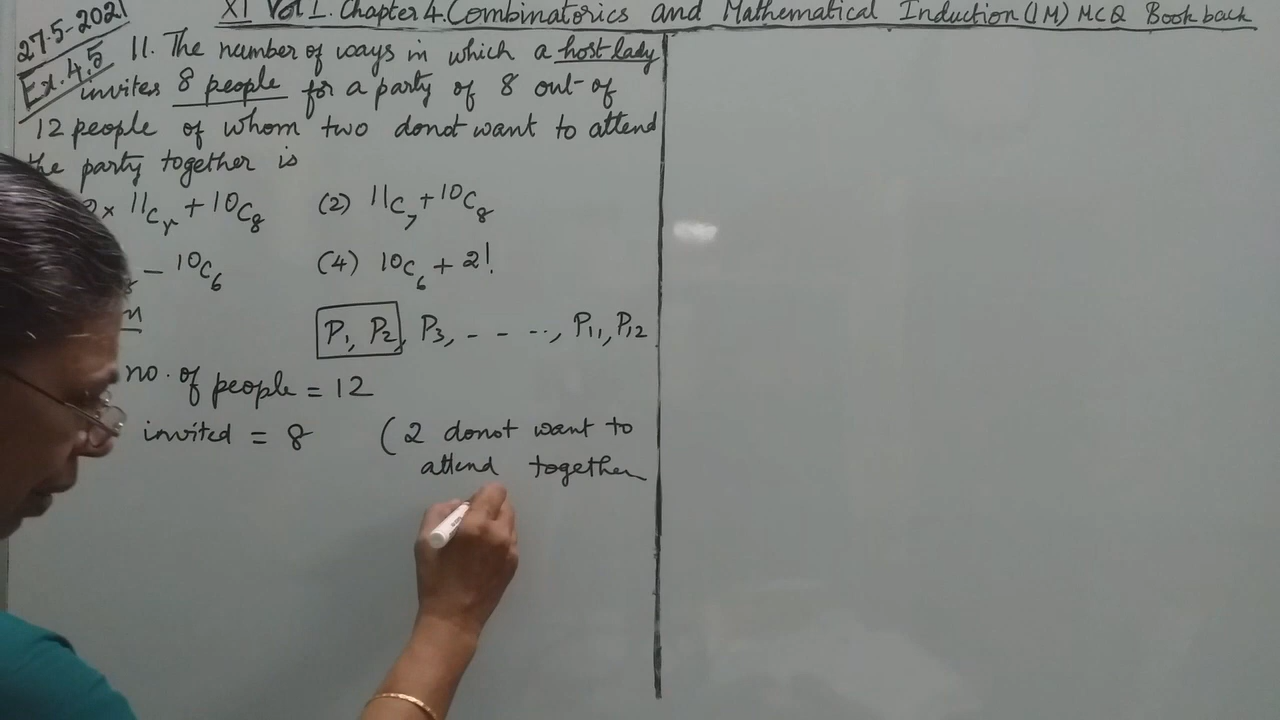 XI Vol I. Chapter 4. Combinatorics and Mathematical Induction (1M) MCQ Book back
27-5-2021
Ex. 4.5
11. The number of ways in which a host lady
invites 8 people for a party of 8 out-of
12 people of whom two donot want to attend
the party together is
× 11C7 + 10C8 (2) 11C7 + 10C8
- 10C6 (4) 10C6 + 2!
P1, P2, P3, - - --, P11, P12
no. of people = 12
invited = 8 (2 donot want to
attend together